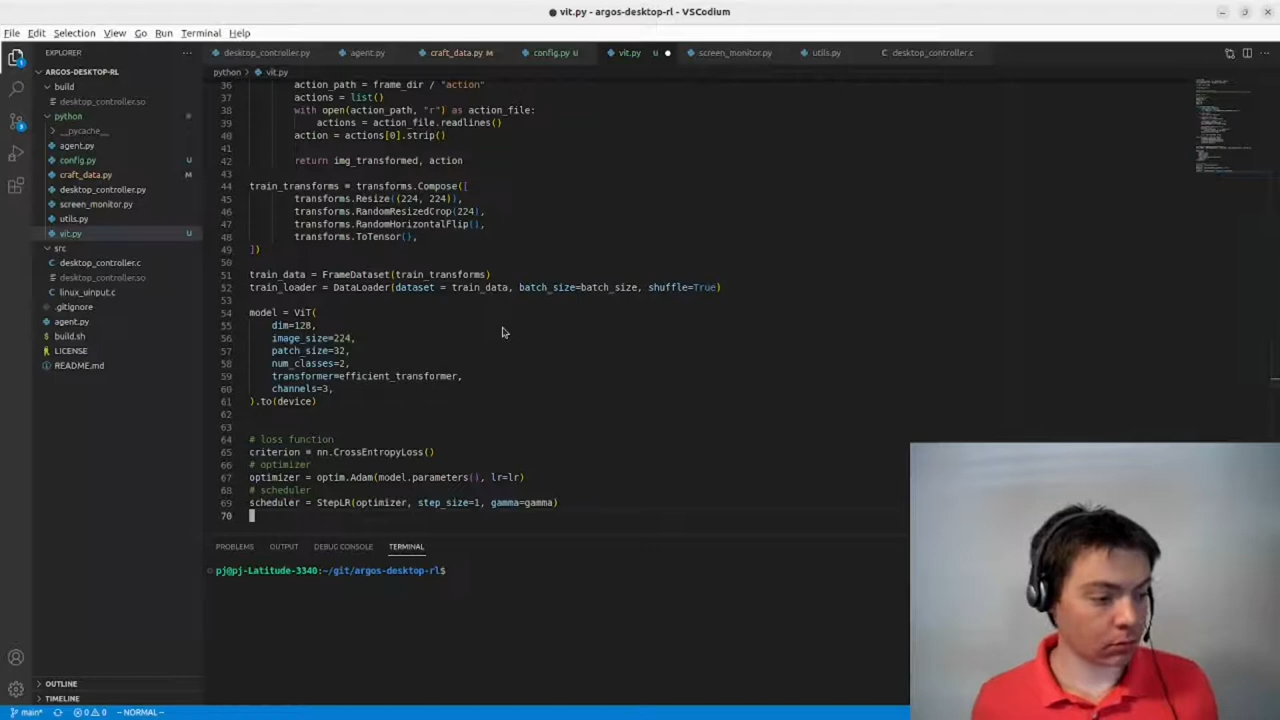 ● vit.py - argos-desktop-rl - VSCodium
File Edit Selection View Go Run Terminal Help
EXPLORER
desktop_controller.py
agent.py
craft_data.py M
config.py U
vit.py U
screen_monitor.py
utils.py
desktop_controller.c
ARGOS-DESKTOP-RL
python > vit.py
build
desktop_controller.so
python
__pycache__
agent.py
config.py U
craft_data.py M
desktop_controller.py
screen_monitor.py
utils.py
vit.py U
src
desktop_controller.c
desktop_controller.so
linux_uinput.c
.gitignore
agent.py
build.sh
LICENSE
README.md
36 action_path = frame_dir / "action"
37 actions = list()
38 with open(action_path, "r") as action_file:
39 actions = action_file.readlines()
40 action = actions[0].strip()
41
42 return img_transformed, action
43
44 train_transforms = transforms.Compose([
45 transforms.Resize((224, 224)),
46 transforms.RandomResizedCrop(224),
47 transforms.RandomHorizontalFlip(),
48 transforms.ToTensor(),
49 ])
50
51 train_data = FrameDataset(train_transforms)
52 train_loader = DataLoader(dataset = train_data, batch_size=batch_size, shuffle=True)
53
54 model = ViT(
55 dim=128,
56 image_size=224,
57 patch_size=32,
58 num_classes=2,
59 transformer=efficient_transformer,
60 channels=3,
61 ).to(device)
62
63
64 # loss function
65 criterion = nn.CrossEntropyLoss()
66 # optimizer
67 optimizer = optim.Adam(model.parameters(), lr=lr)
68 # scheduler
69 scheduler = StepLR(optimizer, step_size=1, gamma=gamma)
70
PROBLEMS OUTPUT DEBUG CONSOLE TERMINAL
pj@pj-Latitude-3340:~/git/argos-desktop-rl$
OUTLINE
TIMELINE
main* 0 0 --NORMAL--